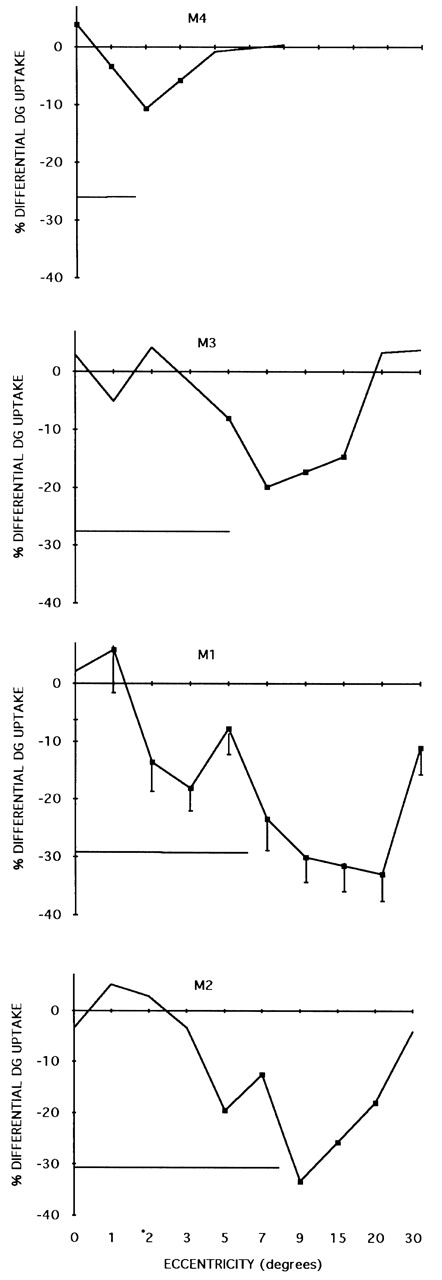 M4
% DIFFERENTIAL DG UPTAKE
0
-10
-20
-30
-40
M3
% DIFFERENTIAL DG UPTAKE
0
-10
-20
-30
-40
M1
% DIFFERENTIAL DG UPTAKE
0
-10
-20
-30
-40
M2
% DIFFERENTIAL DG UPTAKE
0
-10
-20
-30
-40
0 1 2 3 5 7 9 15 20 30
ECCENTRICITY (degrees)